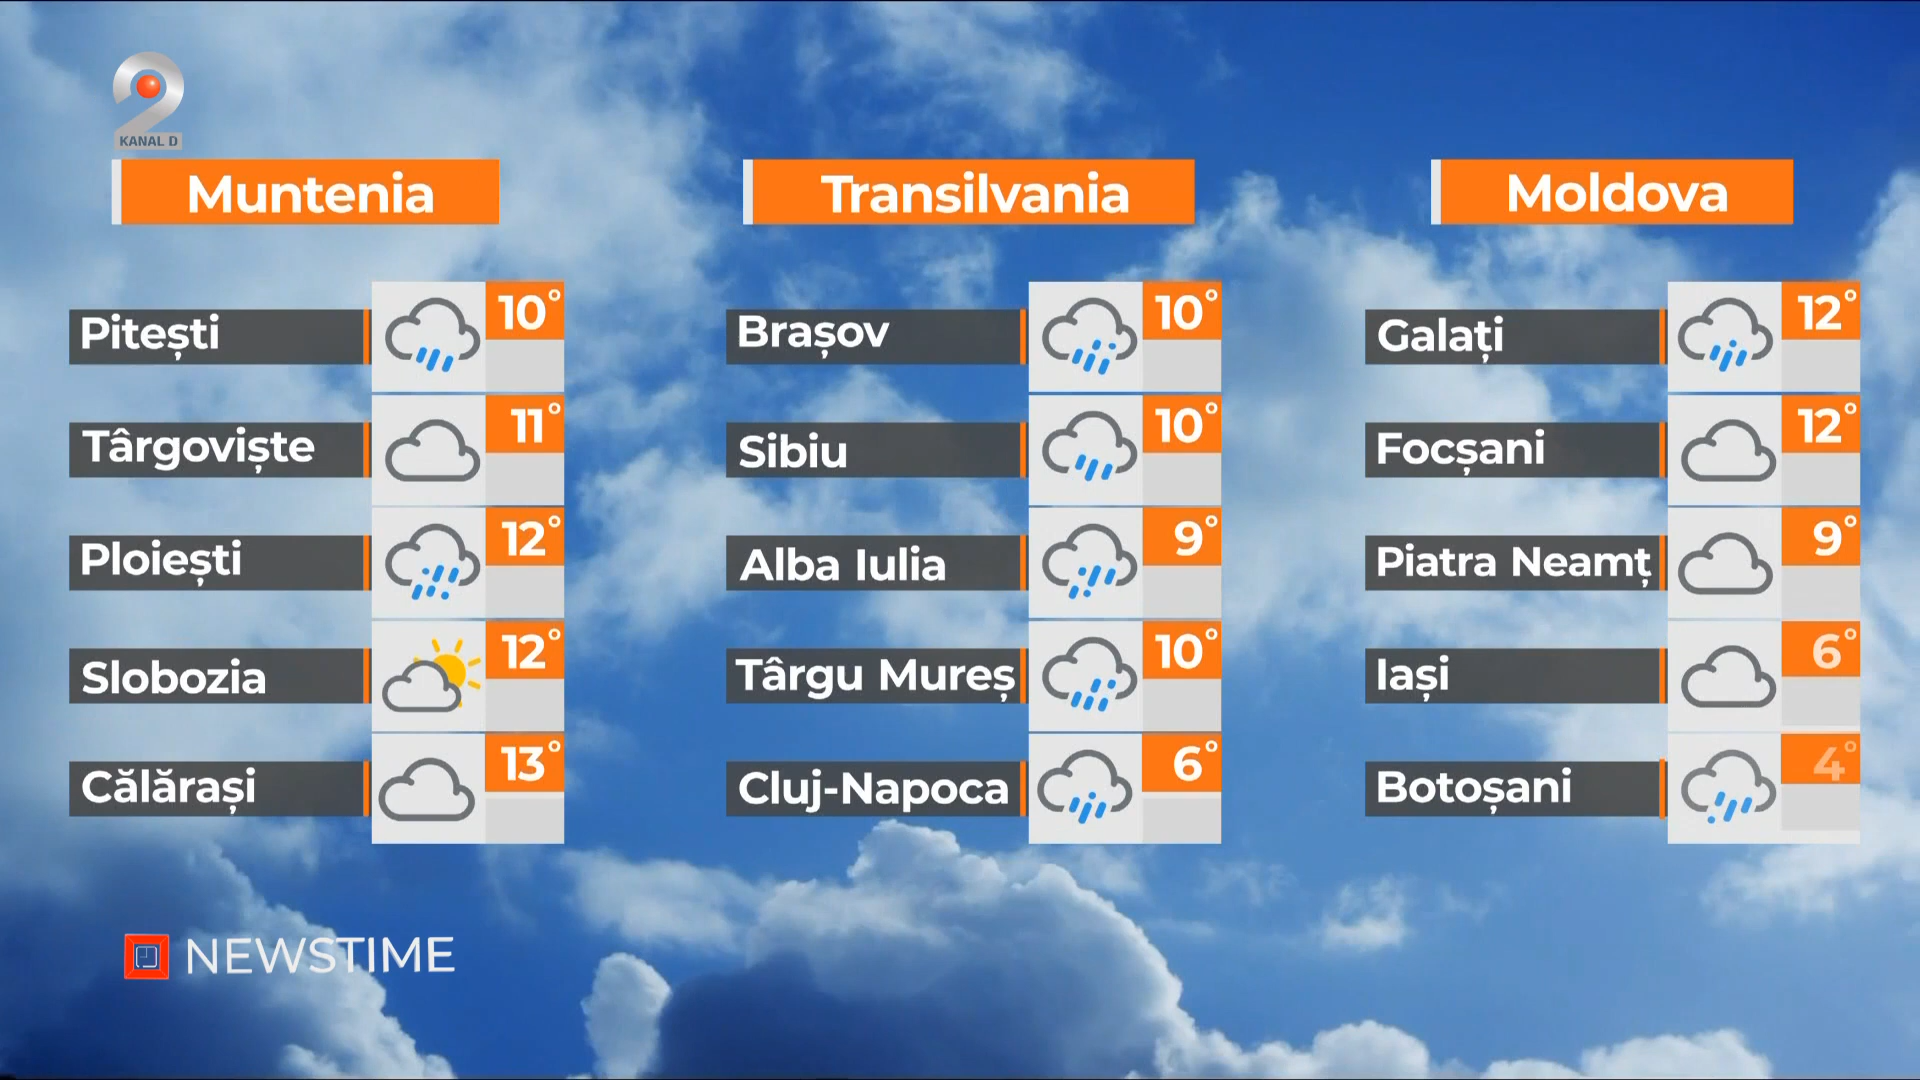 2
KANAL D
Muntenia
Pitești 10°
Târgoviște 11°
Ploiești 12°
Slobozia 12°
Călărași 13°
Transilvania
Brașov 10°
Sibiu 10°
Alba Iulia 9°
Târgu Mureș 10°
Cluj-Napoca 6°
Moldova
Galați 12°
Focșani 12°
Piatra Neamț 9°
Iași 6°
Botoșani 4°
NEWSTIME